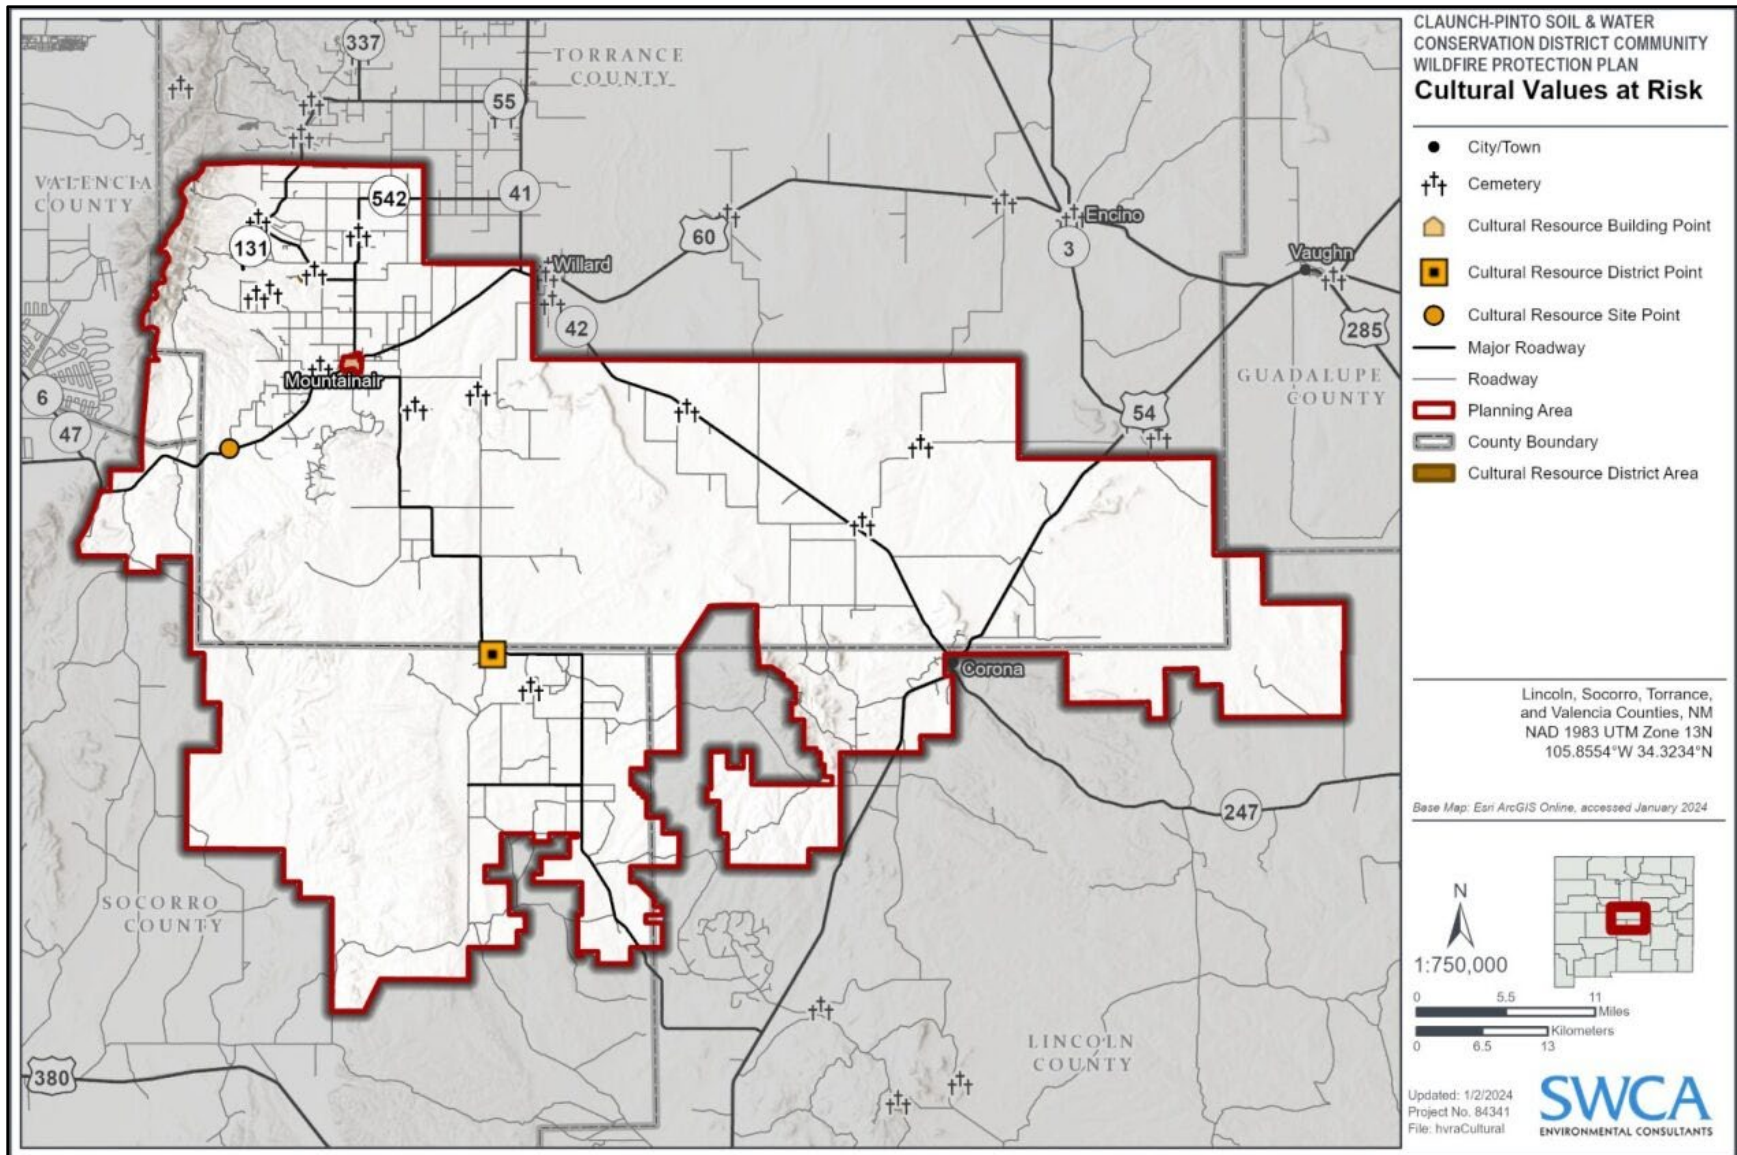 CLAUNCH-PINTO SOIL & WATER
CONSERVATION DISTRICT COMMUNITY
WILDFIRE PROTECTION PLAN
Cultural Values at Risk
City/Town
Cemetery
Cultural Resource Building Point
Cultural Resource District Point
Cultural Resource Site Point
Major Roadway
Roadway
Planning Area
County Boundary
Cultural Resource District Area
Lincoln, Socorro, Torrance,
and Valencia Counties, NM
NAD 1983 UTM Zone 13N
105.8554°W 34.3234°N
Base Map: Esri ArcGIS Online, accessed January 2024
N
1:750,000
0 5.5 11
Miles
Kilometers
0 6.5 13
Updated: 1/2/2024
Project No. 84341
File: hvraCultural
SWCA
ENVIRONMENTAL CONSULTANTS
337
TORRANCE
COUNTY
55
VALENCIA
COUNTY
542
41
131
60
Encino
3
Willard
Vaughn
42
285
Mountainair
6
47
GUADALUPE
COUNTY
54
Corona
247
SOCORRO
COUNTY
LINCOLN
COUNTY
380